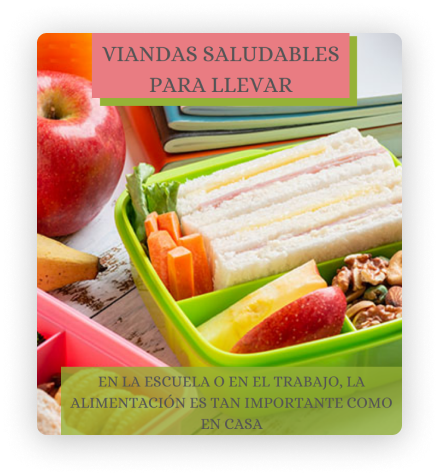 VIANDAS SALUDABLES
PARA LLEVAR
EN LA ESCUELA O EN EL TRABAJO, LA
ALIMENTACIÓN ES TAN IMPORTANTE COMO
EN CASA